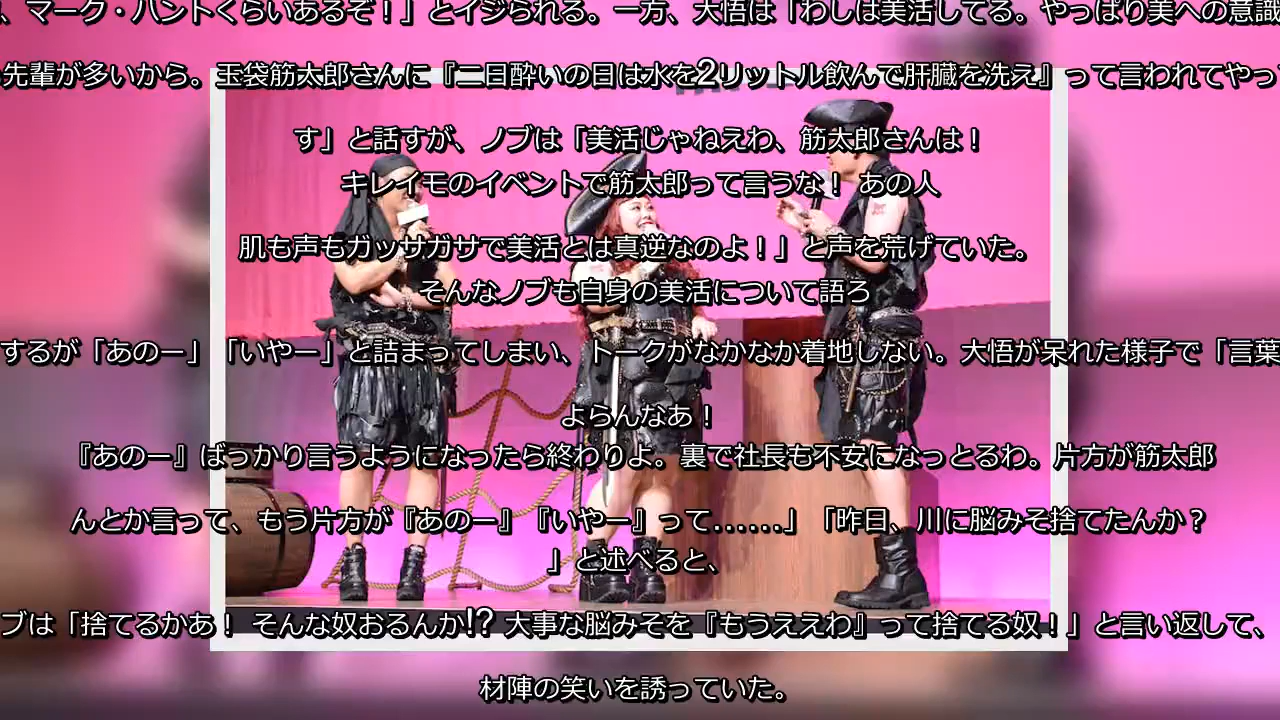 、マーク・ハントくらいあるぞ！」とイジられる。一方、大悟は「わしは美活してる。やっぱり美への意識
先輩が多いから。玉袋筋太郎さんに『二日酔いの日は水を2リットル飲んで肝臓を洗え』って言われてやっ
す」と話すが、ノブは「美活じゃねえわ、筋太郎さんは！
キレイモのイベントで筋太郎って言うな！ あの人
肌も声もガッサガサで美活とは真逆なのよ！」と声を荒げていた。
そんなノブも自身の美活について語ろ
するが「あのー」「いやー」と詰まってしまい、トークがなかなか着地しない。大悟が呆れた様子で「言葉
よらんなあ！
『あのー』ばっかり言うようになったら終わりよ。裏で社長も不安になっとるわ。片方が筋太郎
んとか言って、もう片方が『あのー』『いやー』って……」「昨日、川に脳みそ捨てたんか？
」と述べると、
ブは「捨てるかあ！ そんな奴おるんか!? 大事な脳みそを『もうええわ』って捨てる奴！」と言い返して、
材陣の笑いを誘っていた。